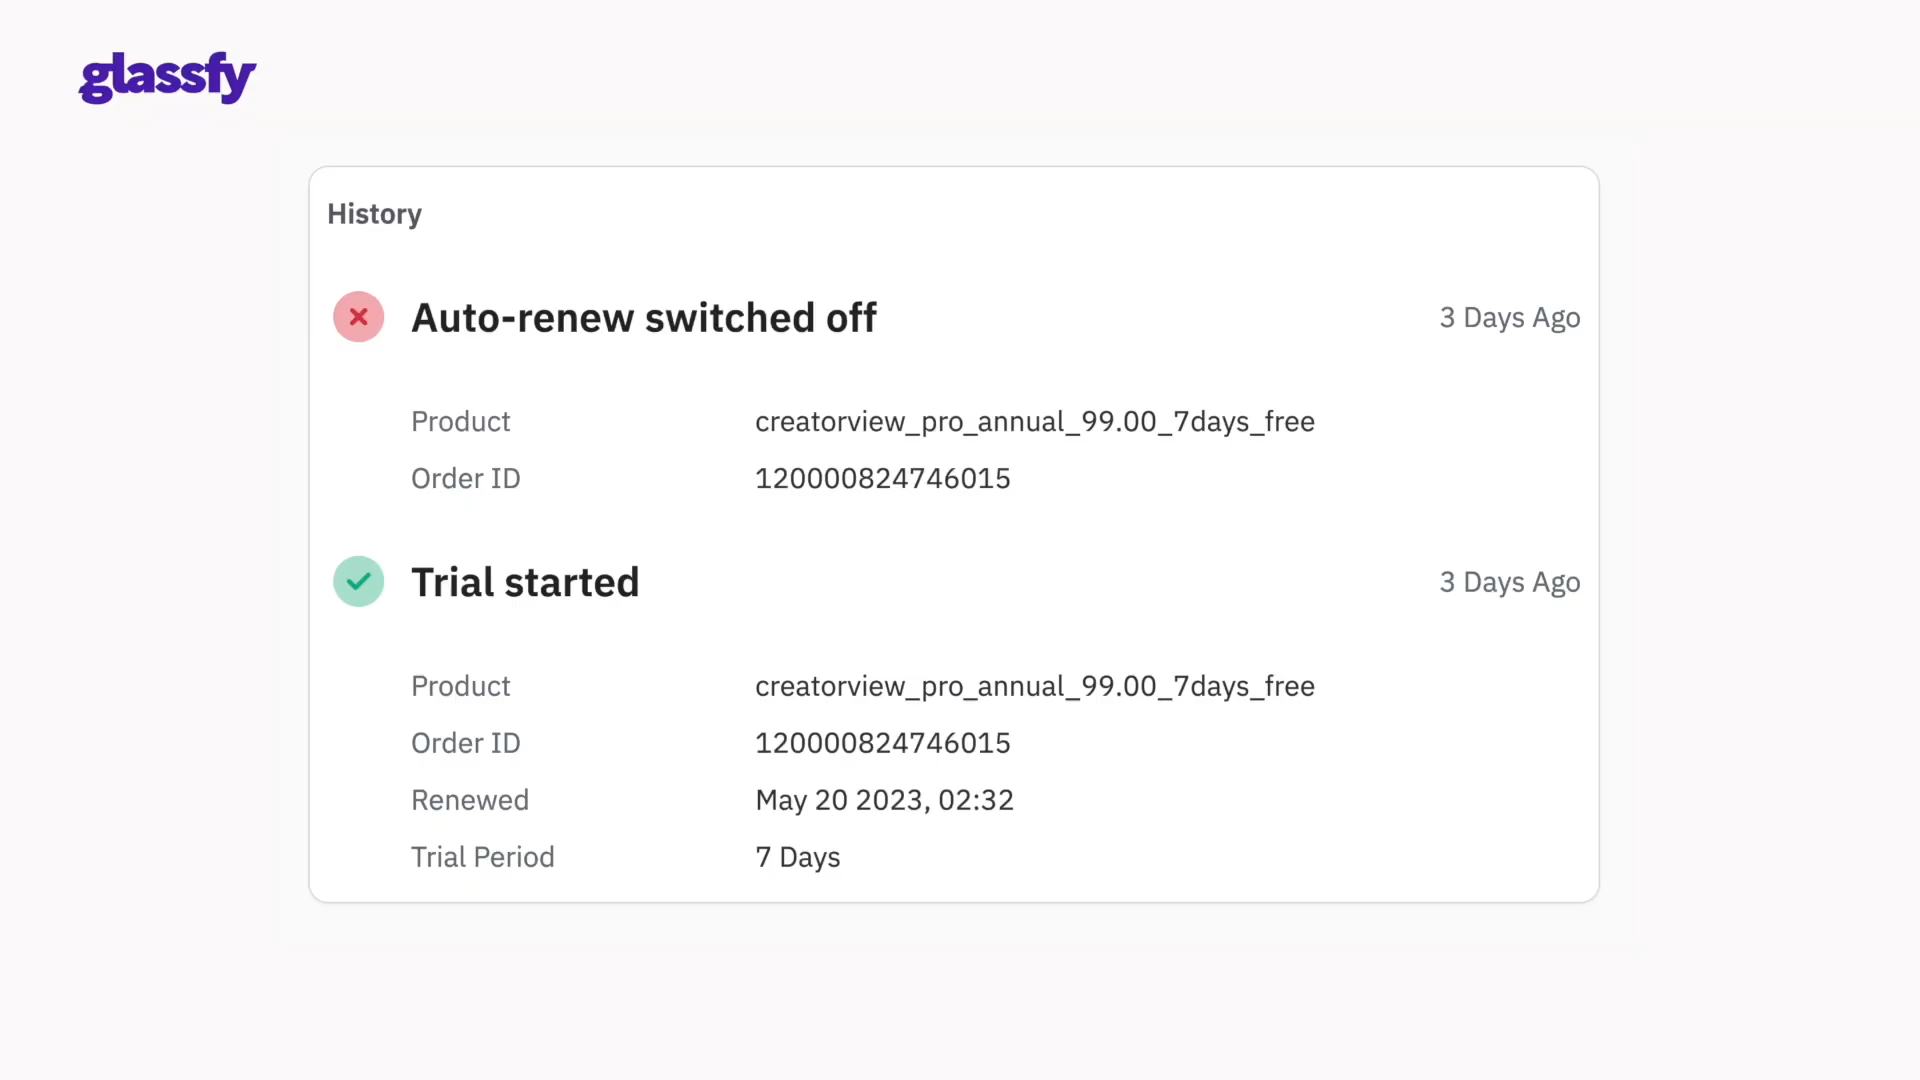 glassfy
History
Auto-renew switched off 3 Days Ago
Product creatorview_pro_annual_99.00_7days_free
Order ID 120000824746015
Trial started 3 Days Ago
Product creatorview_pro_annual_99.00_7days_free
Order ID 120000824746015
Renewed May 20 2023, 02:32
Trial Period 7 Days